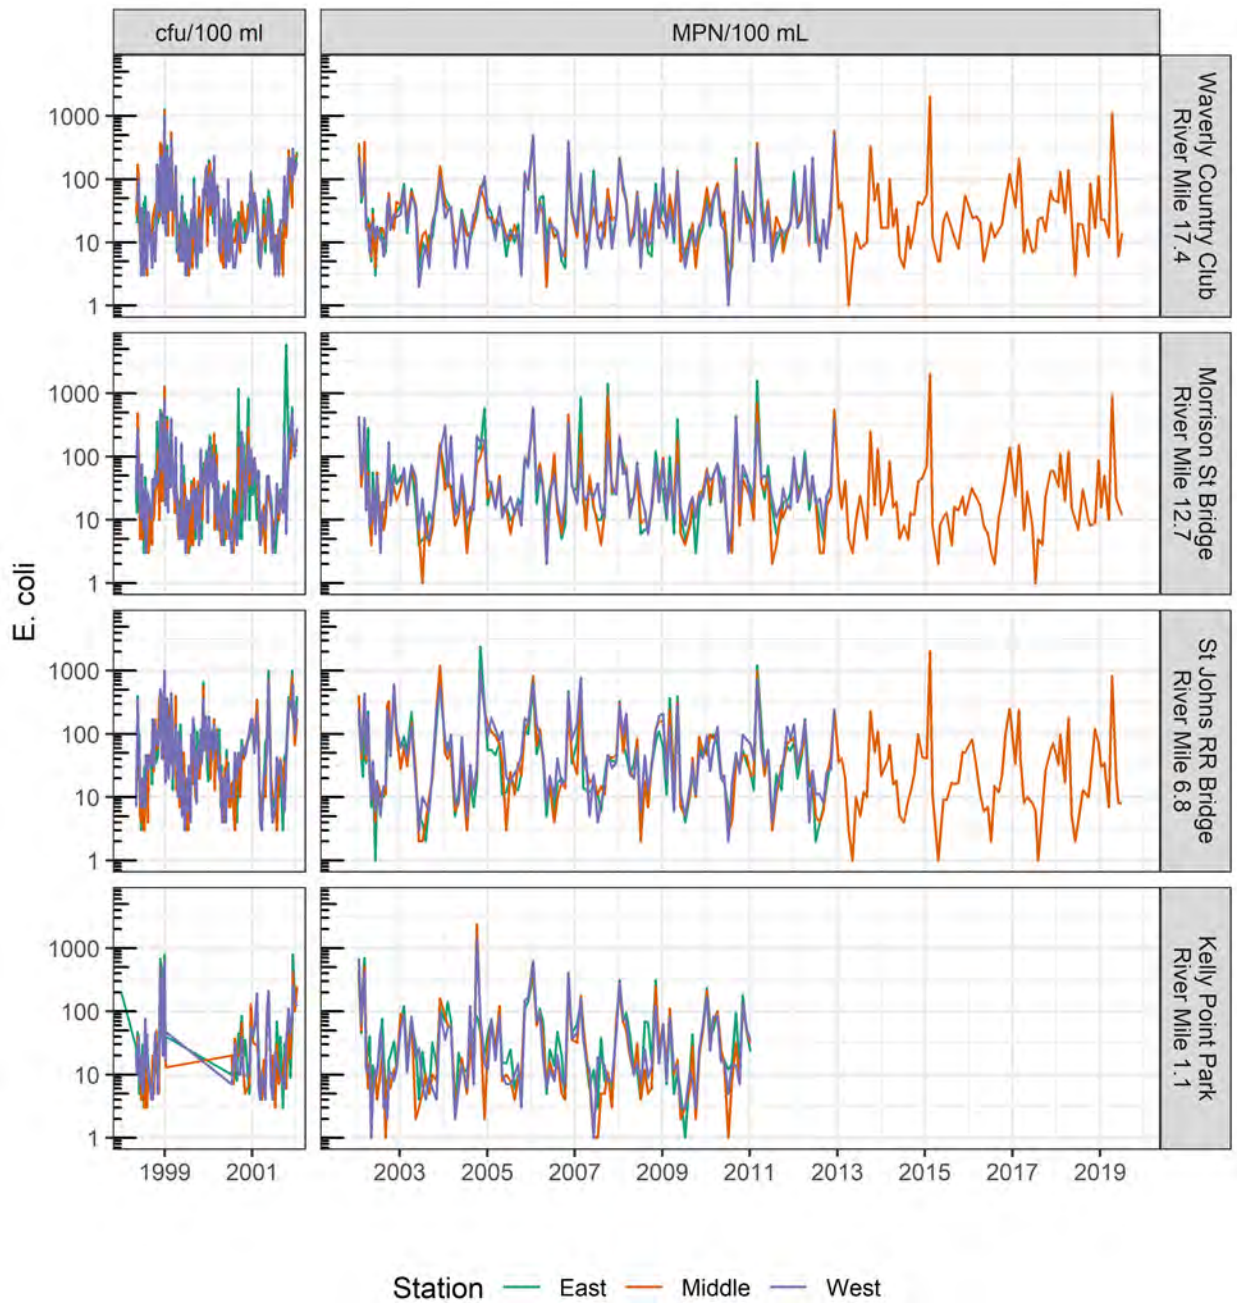 cfu/100 ml
MPN/100 mL
E. coli
1000
100
10
1
Waverly Country Club
River Mile 17.4
1000
100
10
1
Morrison St Bridge
River Mile 12.7
1000
100
10
1
St Johns RR Bridge
River Mile 6.8
1000
100
10
1
Kelly Point Park
River Mile 1.1
1999 2001 2003 2005 2007 2009 2011 2013 2015 2017 2019
Station East Middle West